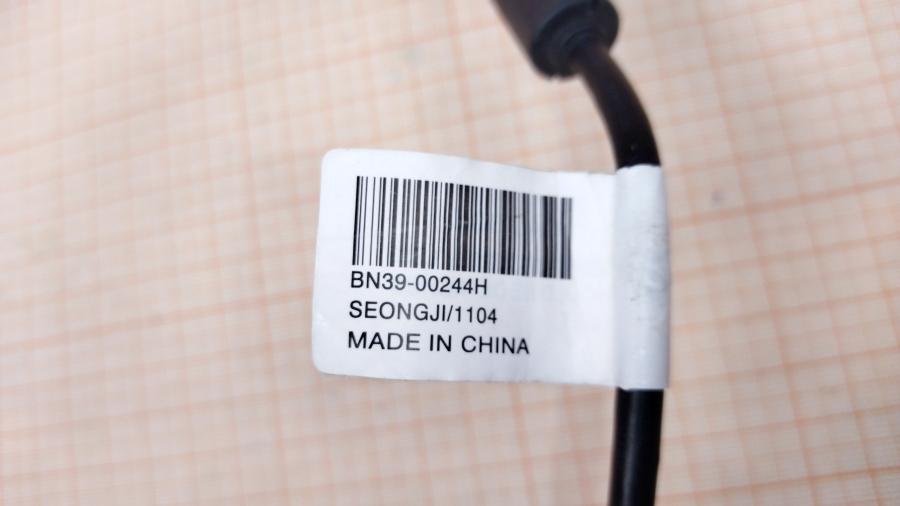 BN39-00244H
SEONGJI/1104
MADE IN CHINA